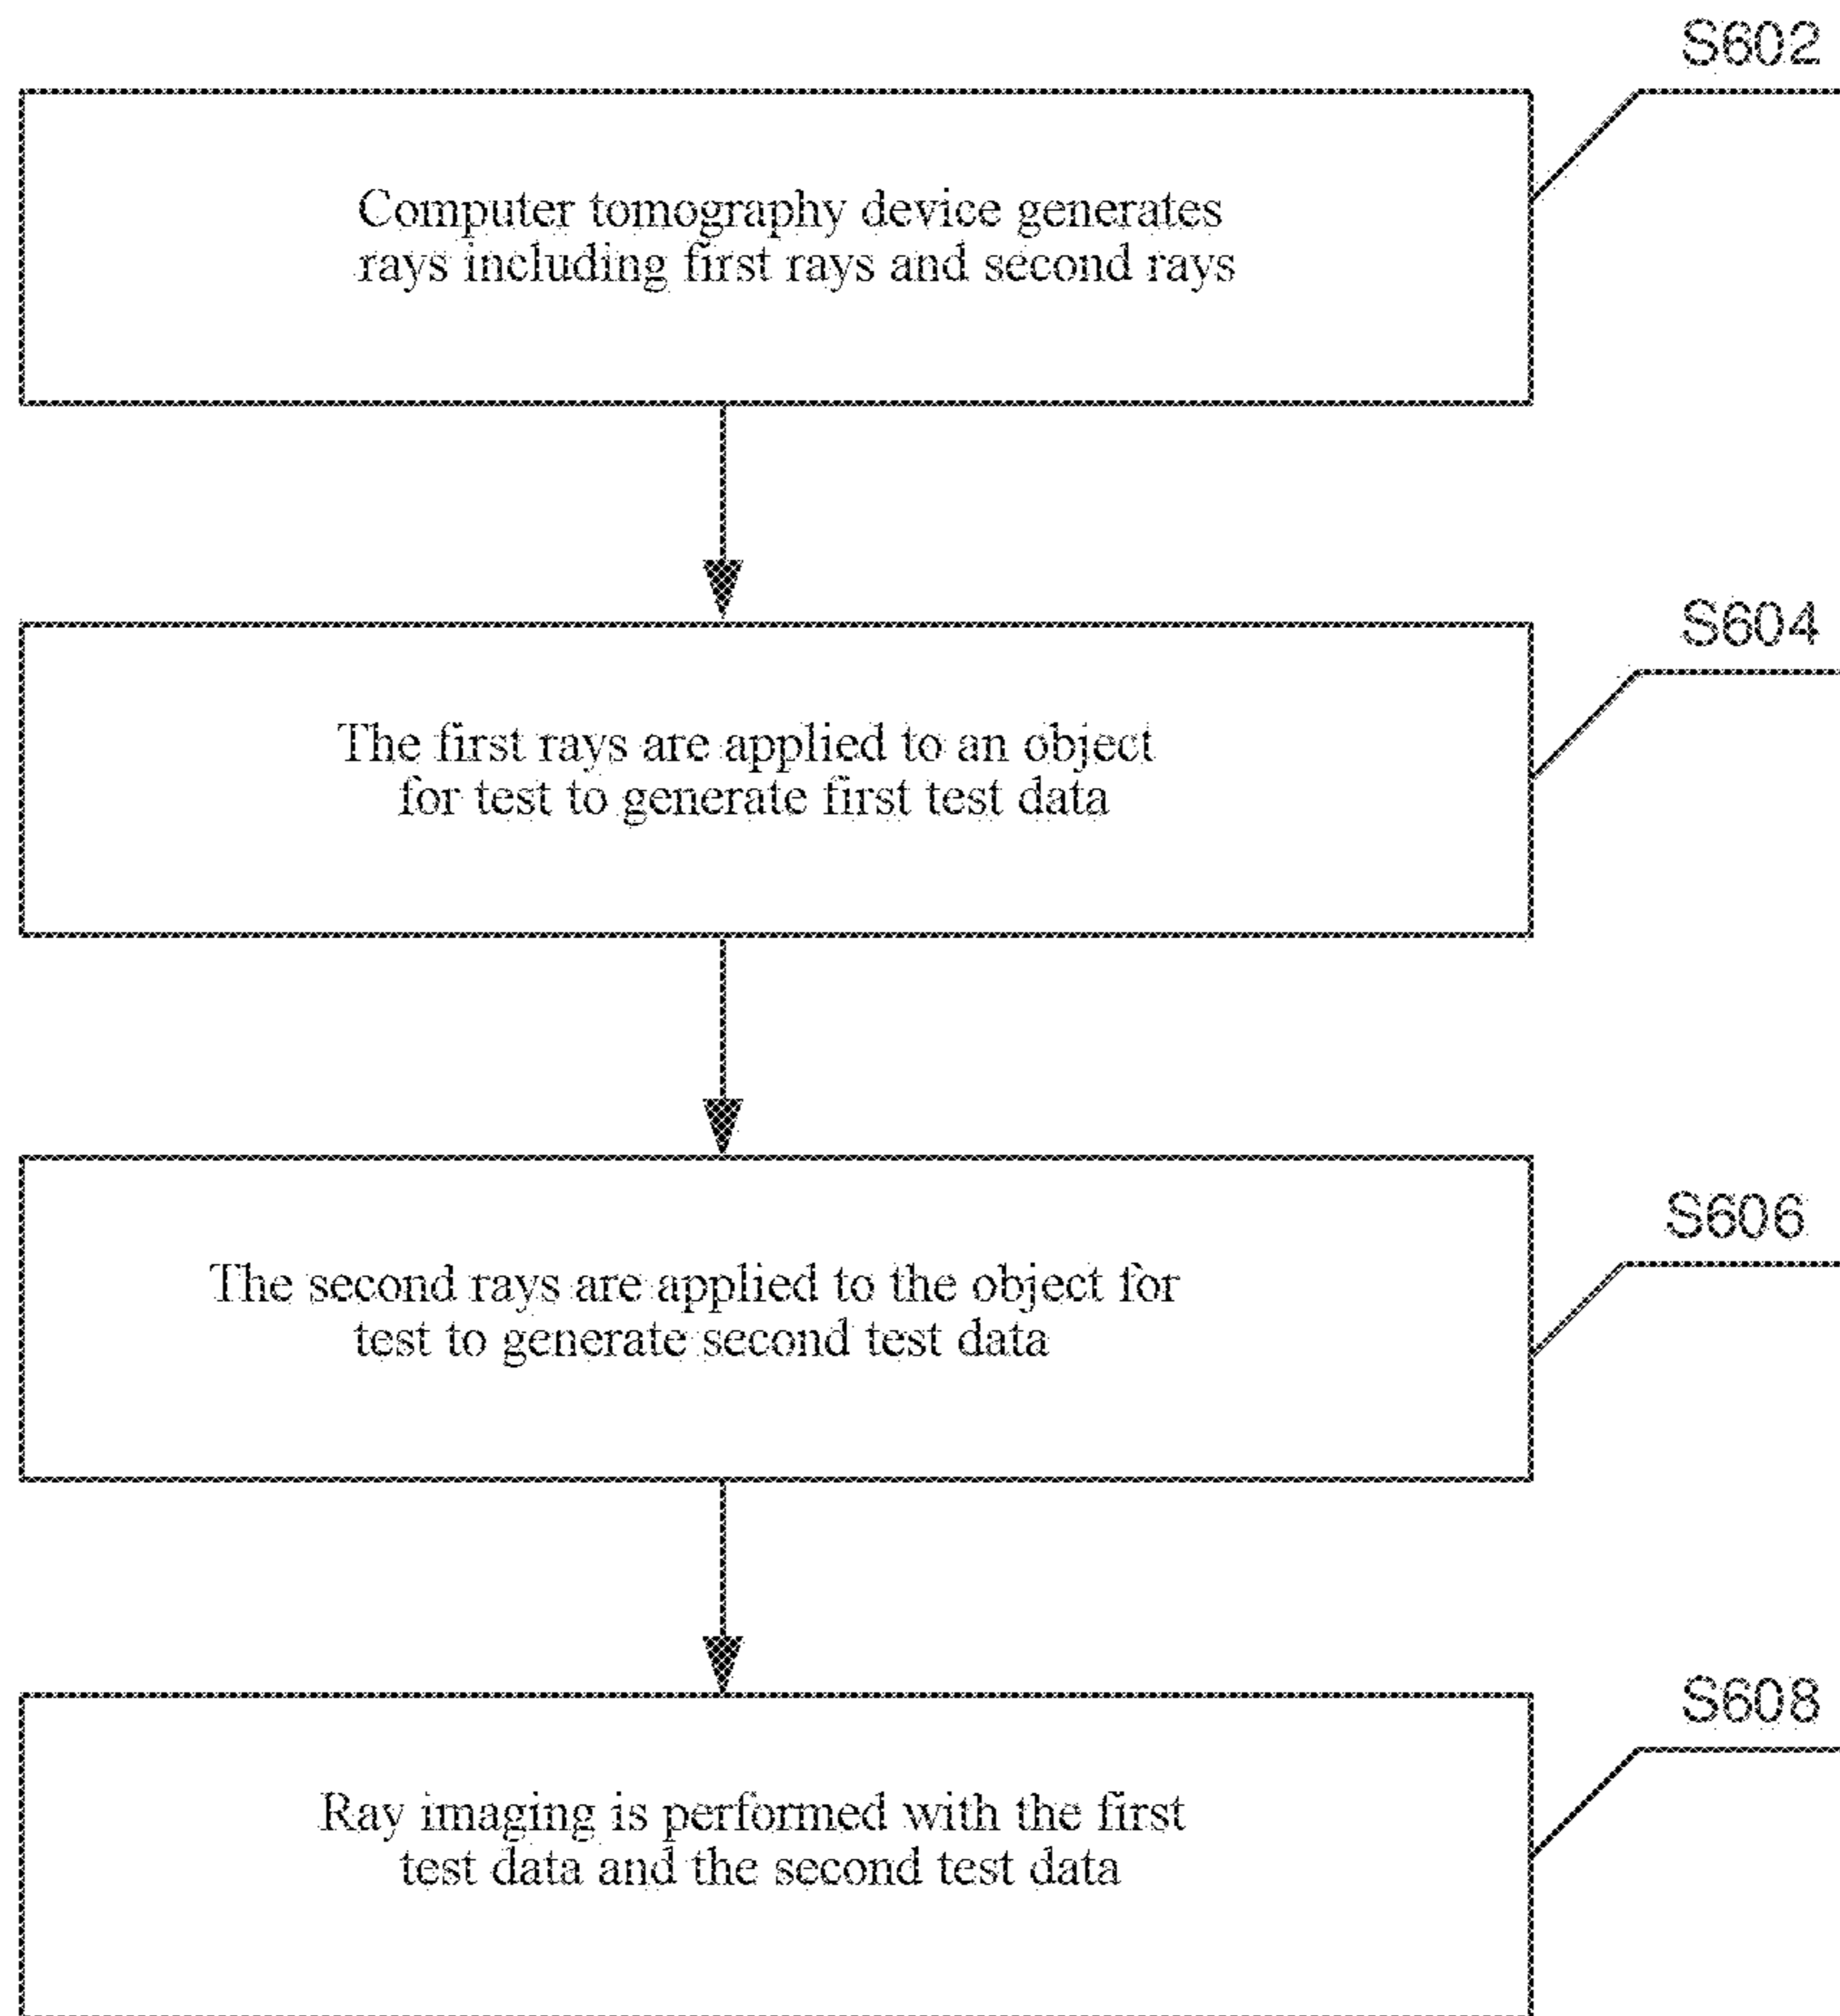 S602
Computer tomography device generates
rays including first rays and second rays
S604
The first rays are applied to an object
for test to generate first test data
S606
The second rays are applied to the object for
test to generate second test data
S608
Ray imaging is performed with the first
test data and the second test data